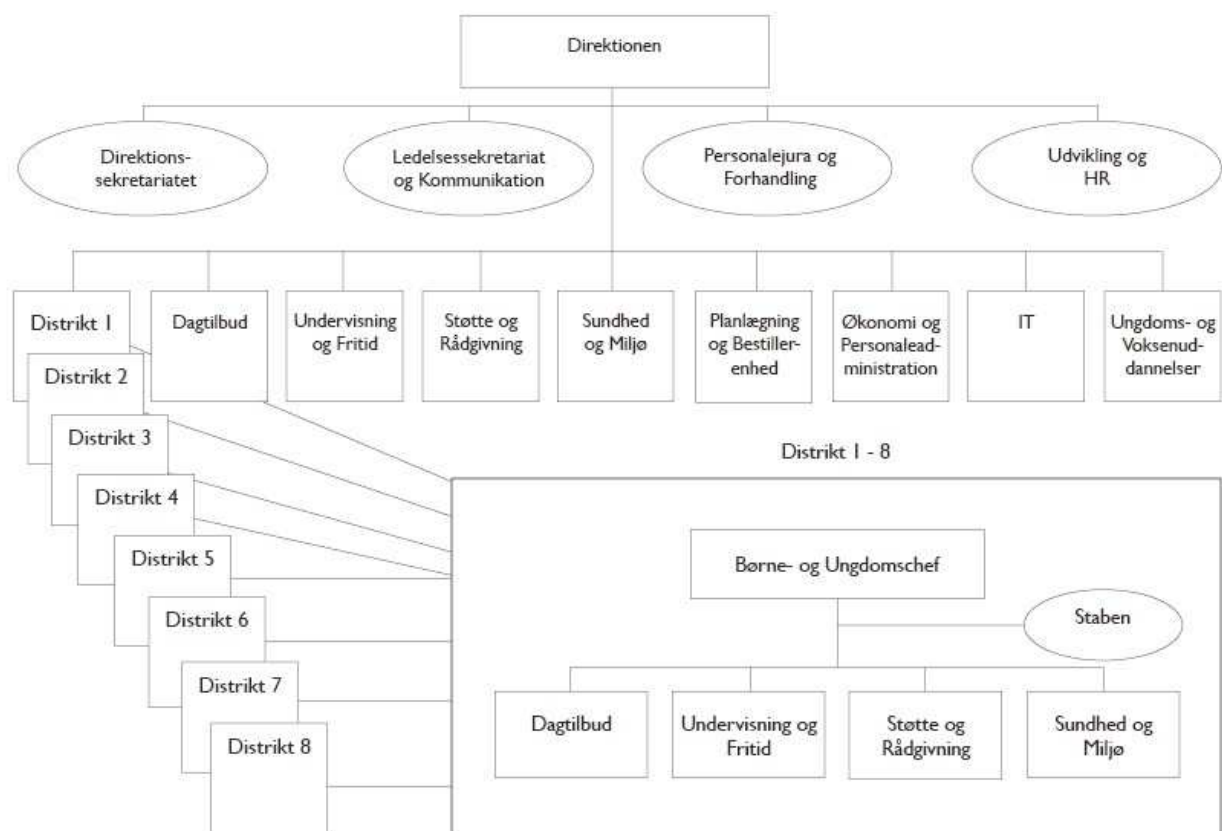 Direktionen
Direktions-
sekretariatet
Ledelsessekretariat
og Kommunikation
Personalejura og
Forhandling
Udvikling og
HR
Distrikt 1
Dagtilbud
Undervisning
og Fritid
Støtte og
Rådgivning
Sundhed
og Miljø
Planlægning
og Bestiller-
enhed
Økonomi og
Personalead-
ministration
IT
Ungdoms- og
Voksenud-
dannelser
Distrikt 2
Distrikt 3
Distrikt 4
Distrikt 5
Distrikt 6
Distrikt 7
Distrikt 8
Distrikt 1 - 8
Børne- og Ungdomschef
Staben
Dagtilbud
Undervisning og
Fritid
Støtte og
Rådgivning
Sundhed og
Miljø